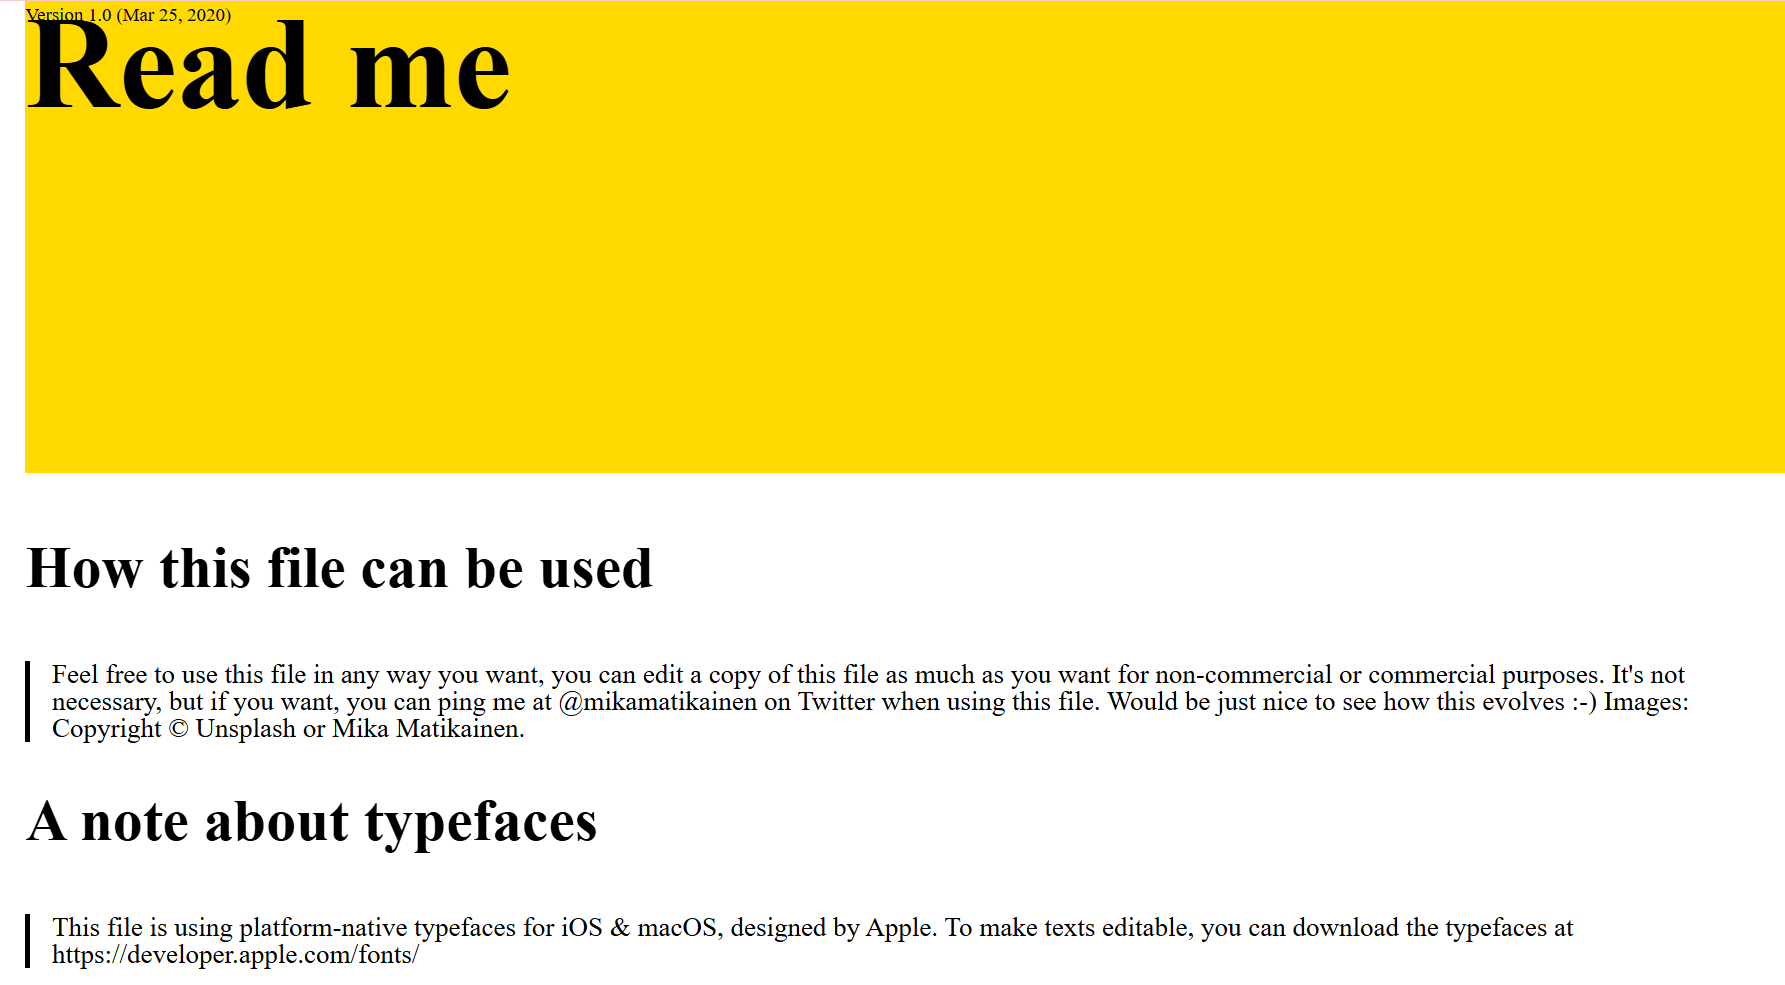 Version 1.0 (Mar 25, 2020)
Read me
How this file can be used
Feel free to use this file in any way you want, you can edit a copy of this file as much as you want for non-commercial or commercial purposes. It's not
necessary, but if you want, you can ping me at @mikamatikainen on Twitter when using this file. Would be just nice to see how this evolves :-) Images:
Copyright © Unsplash or Mika Matikainen.
A note about typefaces
This file is using platform-native typefaces for iOS & macOS, designed by Apple. To make texts editable, you can download the typefaces at
https://developer.apple.com/fonts/